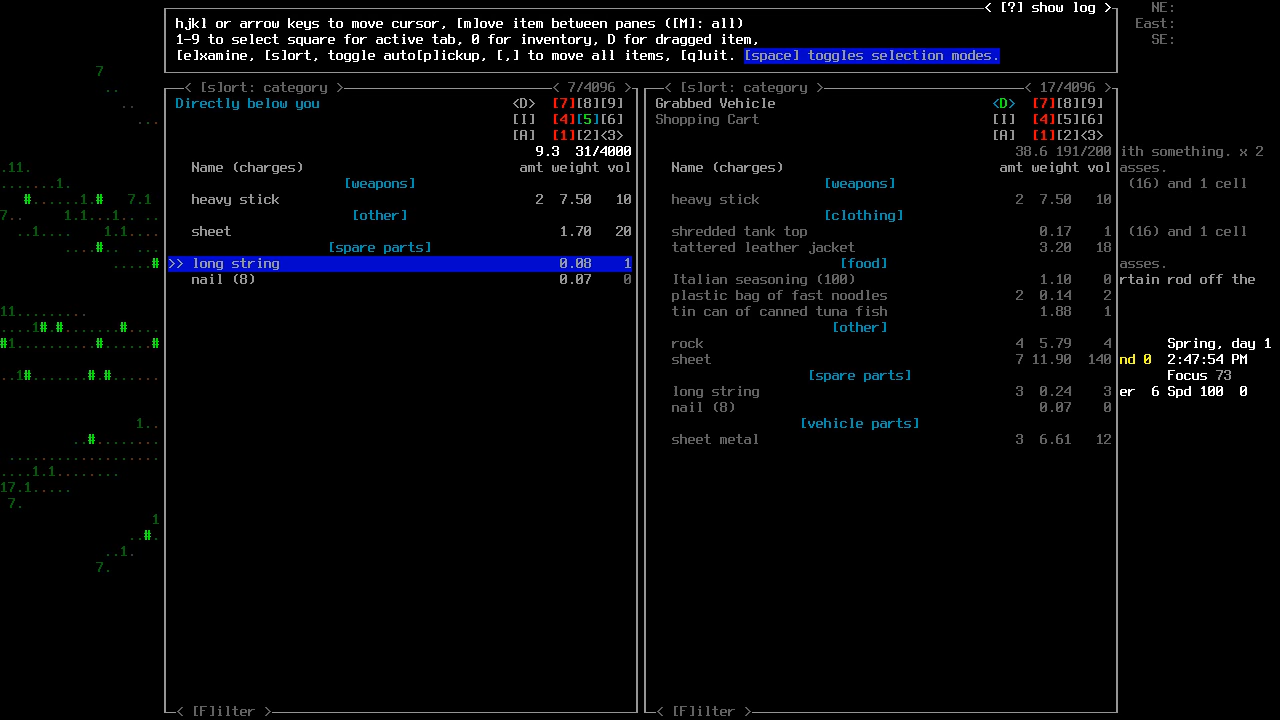 < [?] show log >
NE:
hjkl or arrow keys to move cursor, [m]ove item between panes ([M]: all)
East:
1-9 to select square for active tab, 0 for inventory, D for dragged item,
SE:
[e]xamine, [s]ort, toggle auto[p]ickup, [,] to move all items, [q]uit. [space] toggles selection modes.
< [s]ort: category > < 7/4096 >
Directly below you <D> [7][8][9]
[I] [4][5][6]
[A] [1][2]<3>
9.3 31/4000
Name (charges) amt weight vol
[weapons]
heavy stick 2 7.50 10
[other]
sheet 1.70 20
[spare parts]
>> long string 0.08 1
nail (8) 0.07 0
< [F]ilter >
< [s]ort: category > < 17/4096 >
Grabbed Vehicle <D> [7][8][9]
Shopping Cart [I] [4][5][6]
[A] [1][2]<3>
38.6 191/200
Name (charges) amt weight vol
[weapons]
heavy stick 2 7.50 10
[clothing]
shredded tank top 0.17 1
tattered leather jacket 3.20 18
[food]
Italian seasoning (100) 1.10 0
plastic bag of fast noodles 2 0.14 2
tin can of canned tuna fish 1.88 1
[other]
rock 4 5.79 4
sheet 7 11.90 140
[spare parts]
long string 3 0.24 3
nail (8) 0.07 0
[vehicle parts]
sheet metal 3 6.61 12
< [F]ilter >
ith something. x 2
asses.
(16) and 1 cell
(16) and 1 cell
asses.
rtain rod off the
Spring, day 1
nd 0 2:47:54 PM
Focus 73
er 6 Spd 100 0